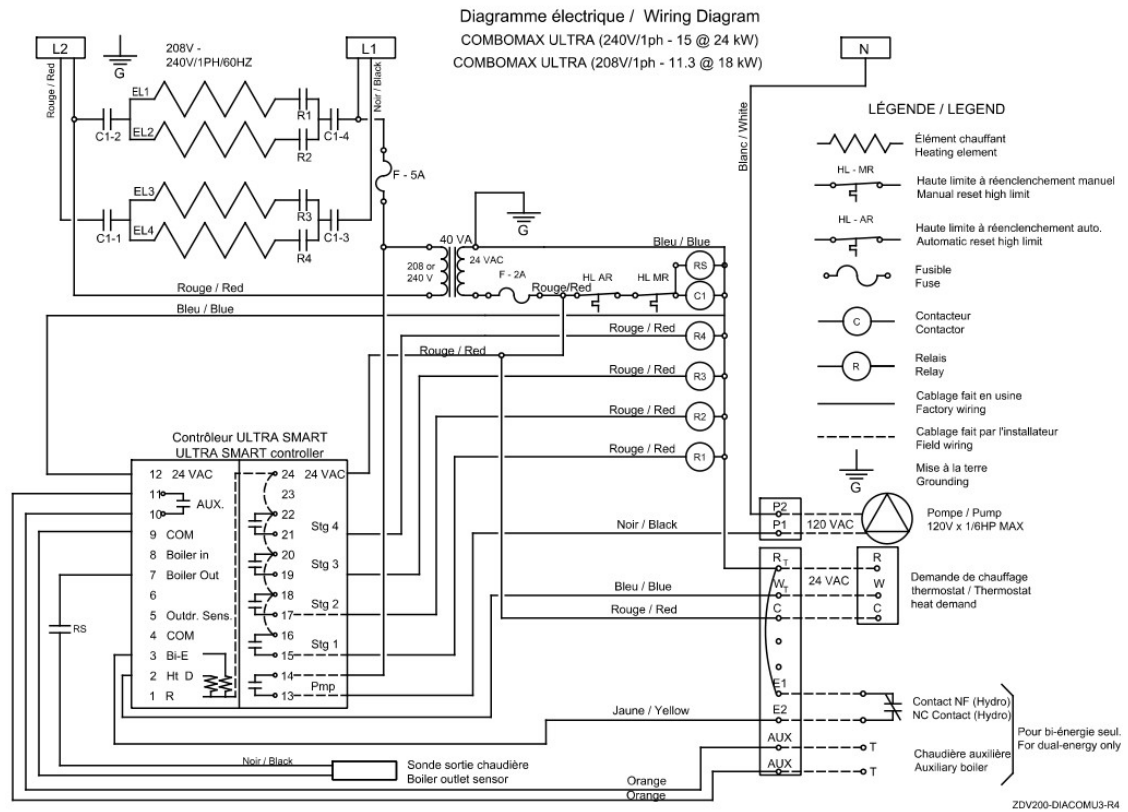 Diagramme électrique / Wiring Diagram
COMBOMAX ULTRA (240V/1ph - 15 @ 24 kW)
COMBOMAX ULTRA (208V/1ph - 11.3 @ 18 kW)
L2
G
208V -
240V/1PH/60HZ
L1
N
Rouge / Red
Noir / Black
Blanc / White
EL1
R1
C1-2
EL2
C1-4
R2
F - 5A
EL3
R3
C1-1
EL4
C1-3
R4
G
40 VA
Bleu / Blue
208 or
240 V
24 VAC
F - 2A
Rouge/Red
HL AR
HL MR
RS
C1
Rouge / Red
Bleu / Blue
Rouge / Red
R4
Rouge / Red
Rouge / Red
R3
Rouge / Red
R2
Rouge / Red
R1
LÉGENDE / LEGEND
Élément chauffant
Heating element
HL - MR
Haute limite à réenclenchement manuel
Manual reset high limit
HL - AR
Haute limite à réenclenchement auto.
Automatic reset high limit
Fusible
Fuse
C
Contacteur
Contactor
R
Relais
Relay
Cablage fait en usine
Factory wiring
Cablage fait par l'installateur
Field wiring
G
Mise à la terre
Grounding
Contrôleur ULTRA SMART
ULTRA SMART controller
12 24 VAC
11
AUX.
10
9 COM
8 Boiler in
7 Boiler Out
6
5 Outdr. Sens.
4 COM
3 Bi-E
2 Ht D
1 R
24 24 VAC
23
22
Stg 4
21
20
Stg 3
19
18
Stg 2
17
16
Stg 1
15
14
Pmp
13
RS
Noir / Black
P2
P1
120 VAC
Pompe / Pump
120V x 1/6HP MAX
RT
R
Bleu / Blue
WT
24 VAC
W
Rouge / Red
C
C
Demande de chauffage
thermostat / Thermostat
heat demand
E1
Jaune / Yellow
E2
Contact NF (Hydro)
NC Contact (Hydro)
AUX
T
AUX
T
Chaudière auxilière
Auxiliary boiler
Pour bi-énergie seul.
For dual-energy only
Noir / Black
Sonde sortie chaudière
Boiler outlet sensor
Orange
Orange
ZDV200-DIACOMU3-R4